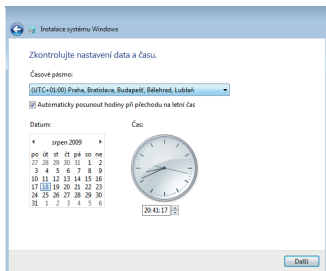 Instalace systému Windows
Zkontrolujte nastavení data a času.
Časové pásmo:
(UTC+01:00) Praha, Bratislava, Budapešť, Bělehrad, Lublaň
Automaticky posunout hodiny při přechodu na letní čas
Datum:
Čas:
srpen 2009
po út st čt pá so ne
27 28 29 30 31 1 2
3 4 5 6 7 8 9
10 11 12 13 14 15 16
17 18 19 20 21 22 23
24 25 26 27 28 29 30
31 1 2 3 4 5 6
20:41:17
Další